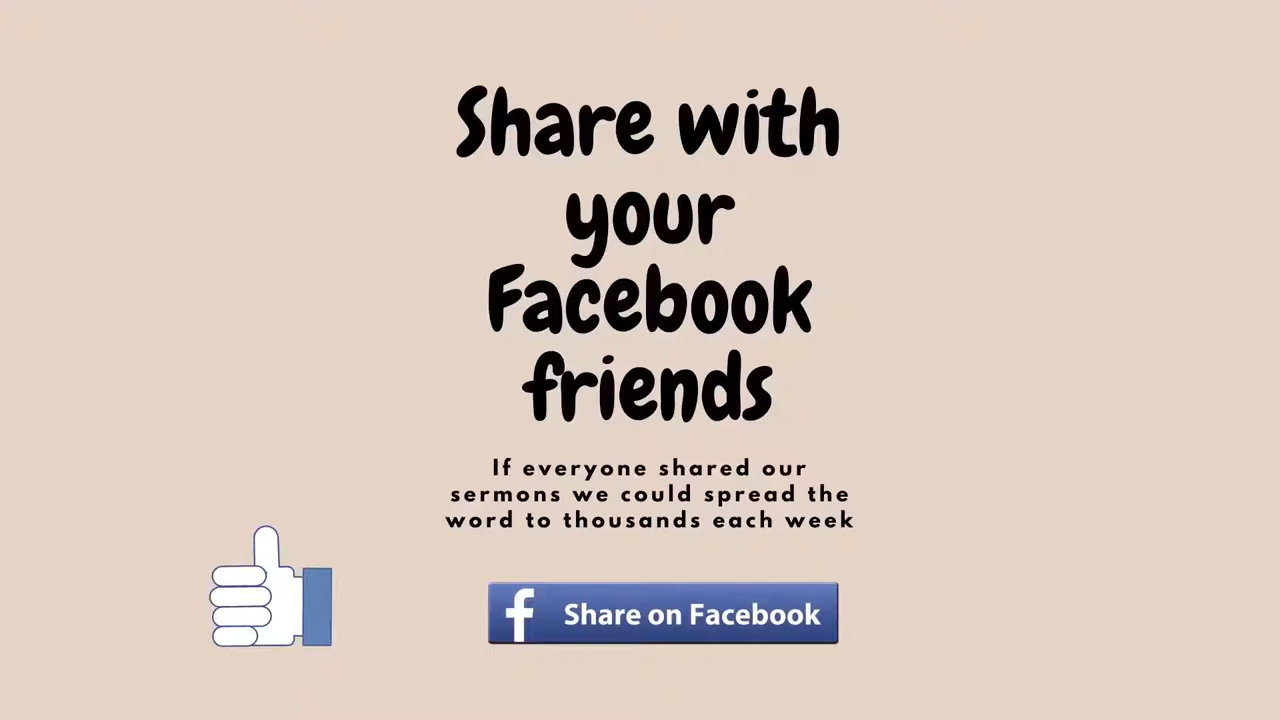 Share with
your
Facebook
friends
If everyone shared our
sermons we could spread the
word to thousands each week
f Share on Facebook